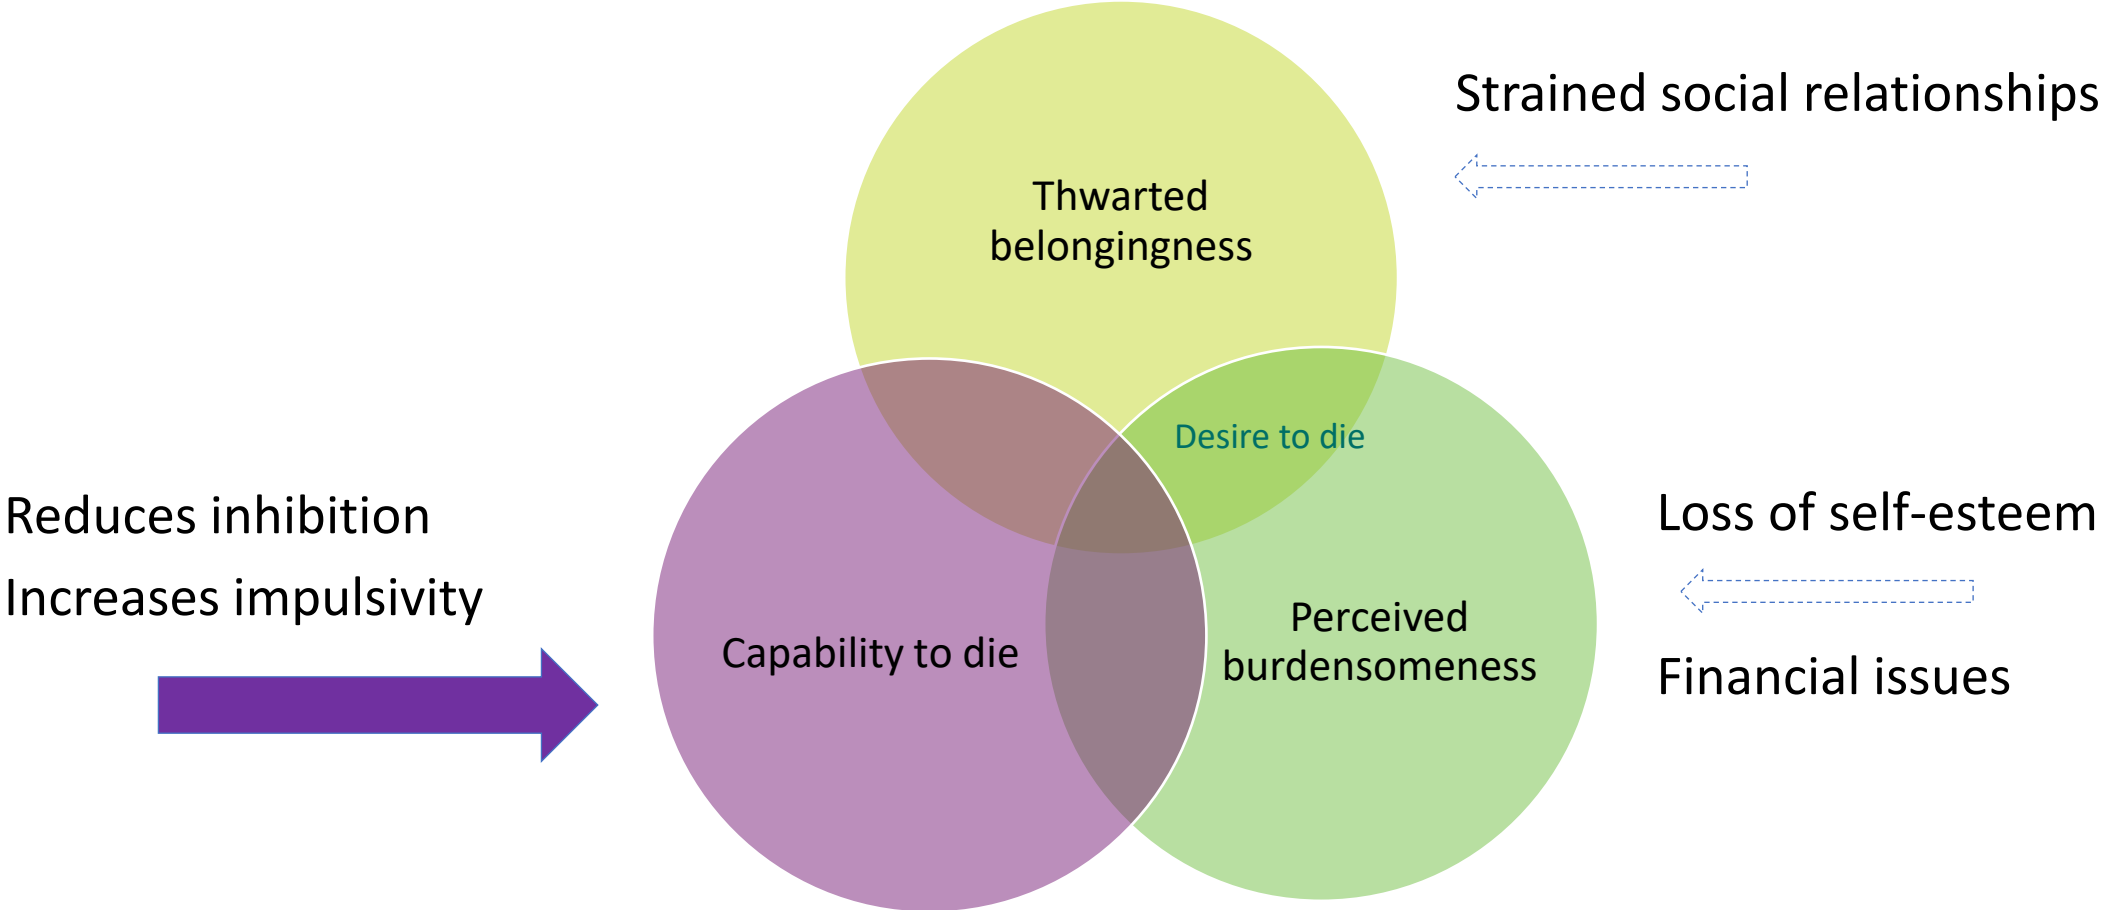 Strained social relationships
Thwarted
belongingness
Desire to die
Reduces inhibition
Increases impulsivity
Capability to die
Perceived
burdensomeness
Loss of self-esteem
Financial issues